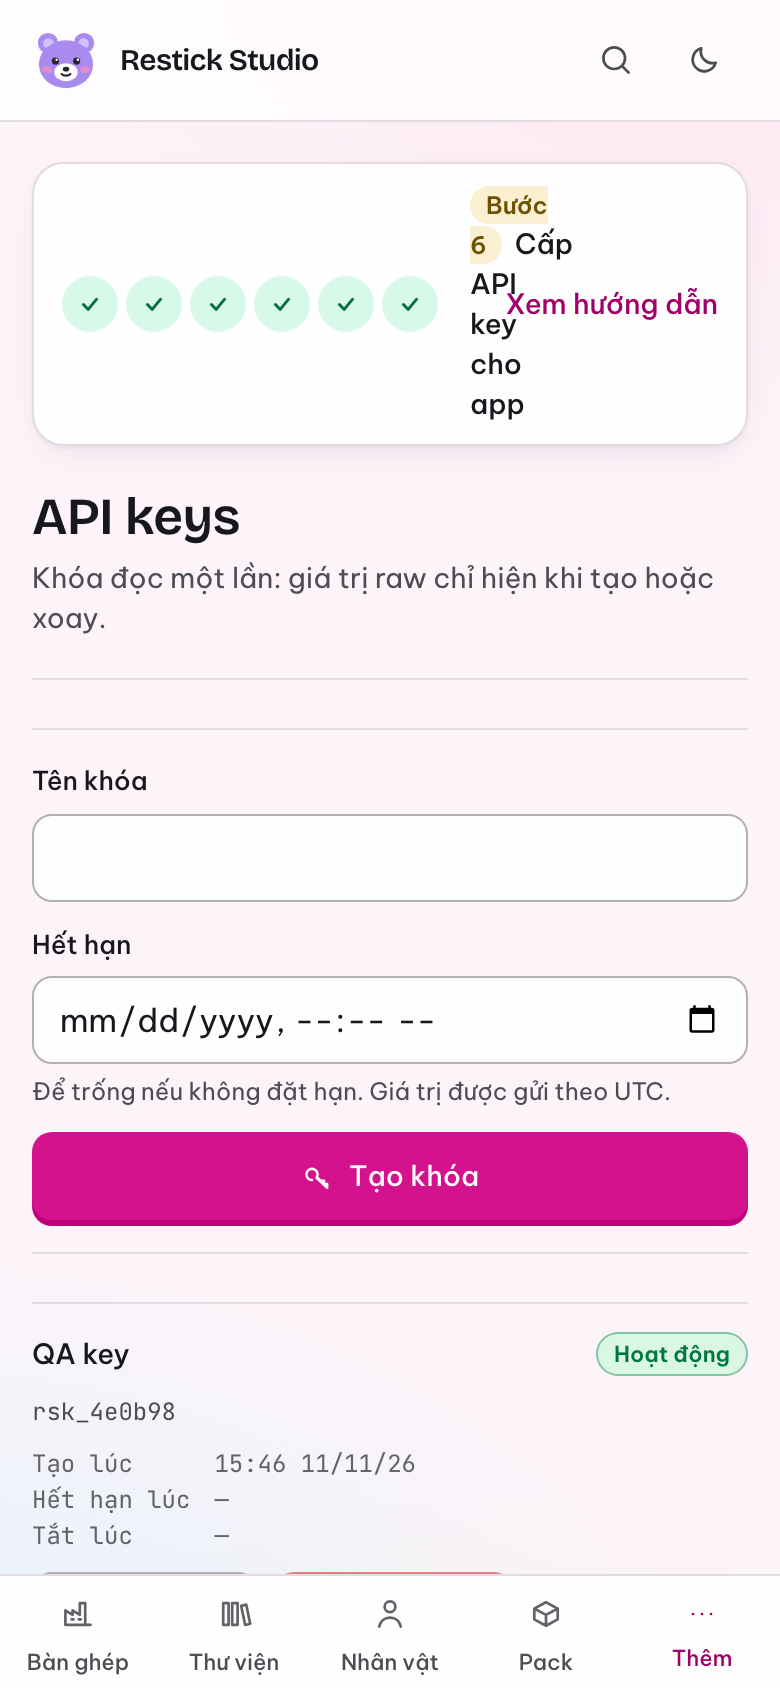 Restick Studio
Bước
6 Cấp
API
key
cho
app
Xem hướng dẫn
API keys
Khóa đọc một lần: giá trị raw chỉ hiện khi tạo hoặc
xoay.
Tên khóa
Hết hạn
mm/dd/yyyy, --:-- --
Để trống nếu không đặt hạn. Giá trị được gửi theo UTC.
Tạo khóa
QA key
Hoạt động
rsk_4e0b98
Tạo lúc 15:46 11/11/26
Hết hạn lúc —
Tắt lúc —
Bàn ghép
Thư viện
Nhân vật
Pack
Thêm